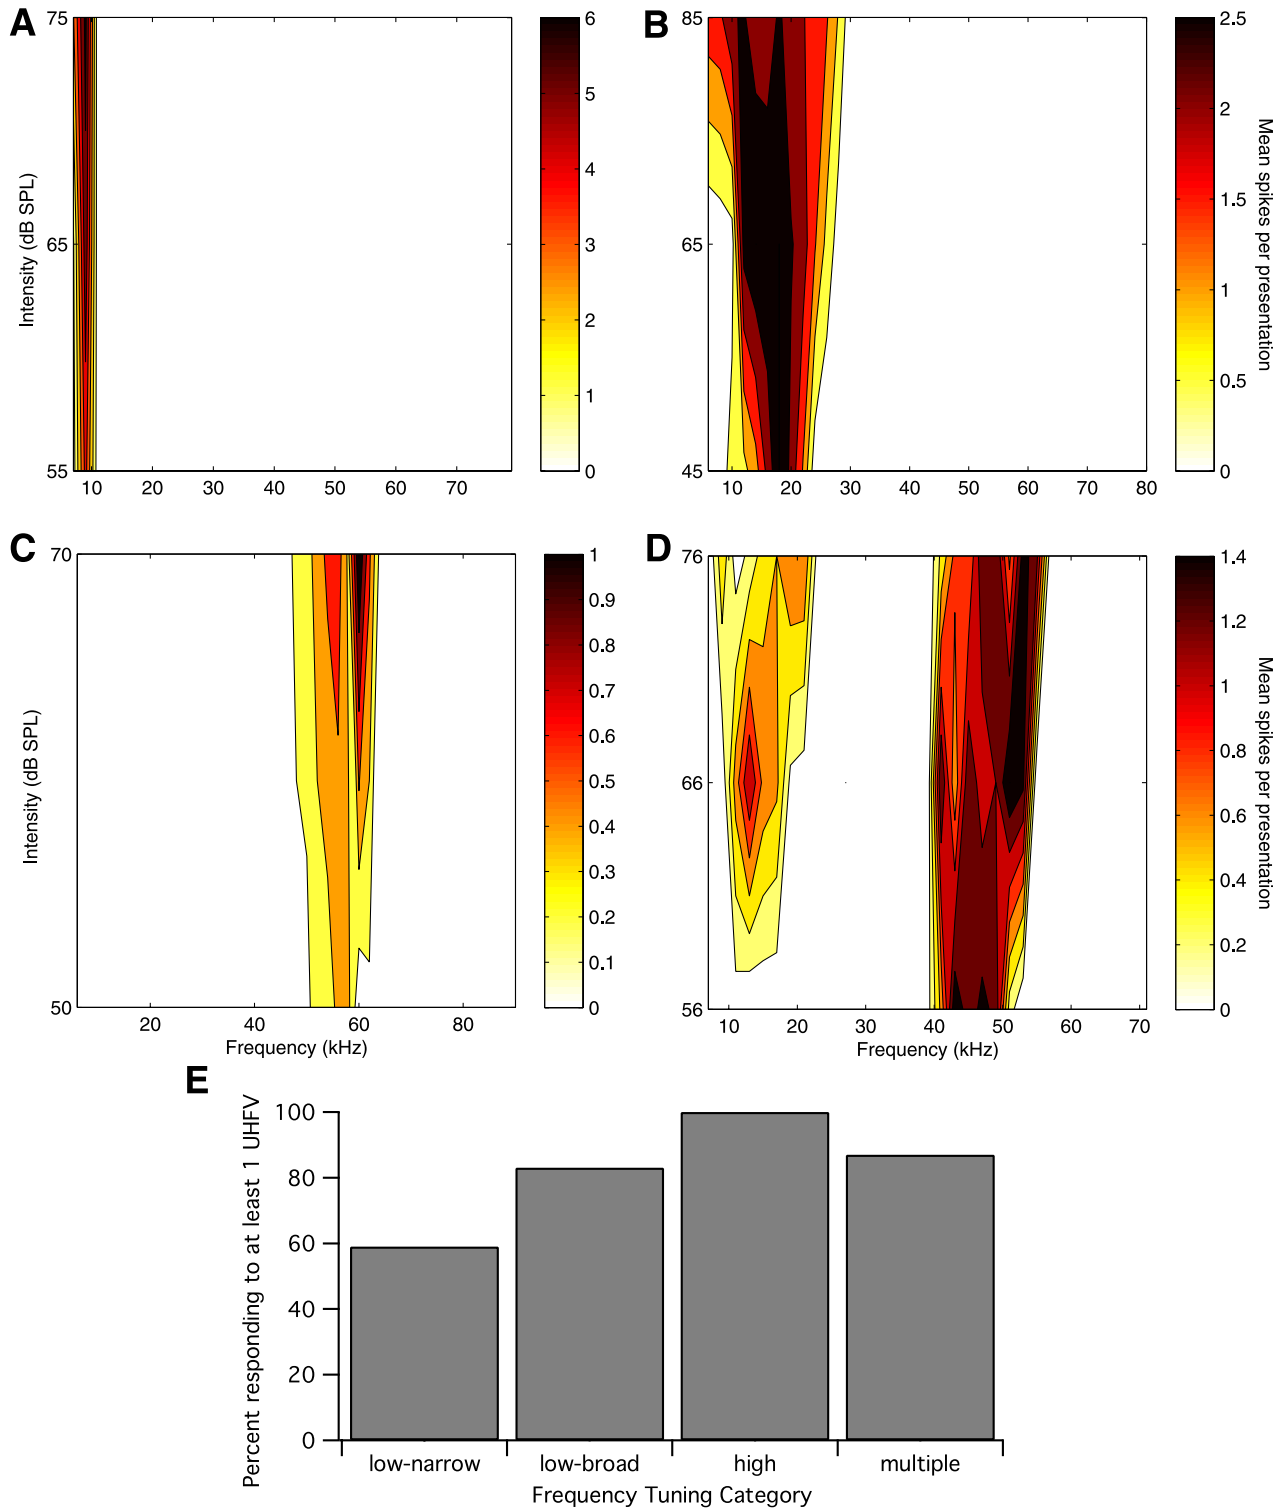 A
75
65
55
Intensity (dB SPL)
10 20 30 40 50 60 70
6
5
4
3
2
1
0
B
85
65
45
10 20 30 40 50 60 70 80
2.5
2
1.5
1
0.5
0
Mean spikes per presentation
C
70
50
Intensity (dB SPL)
20 40 60 80
Frequency (kHz)
1
0.9
0.8
0.7
0.6
0.5
0.4
0.3
0.2
0.1
0
D
76
66
56
10 20 30 40 50 60 70
Frequency (kHz)
1.4
1.2
1
0.8
0.6
0.4
0.2
0
Mean spikes per presentation
E
Percent responding to at least 1 UHFV
100
80
60
40
20
0
low-narrow low-broad high multiple
Frequency Tuning Category